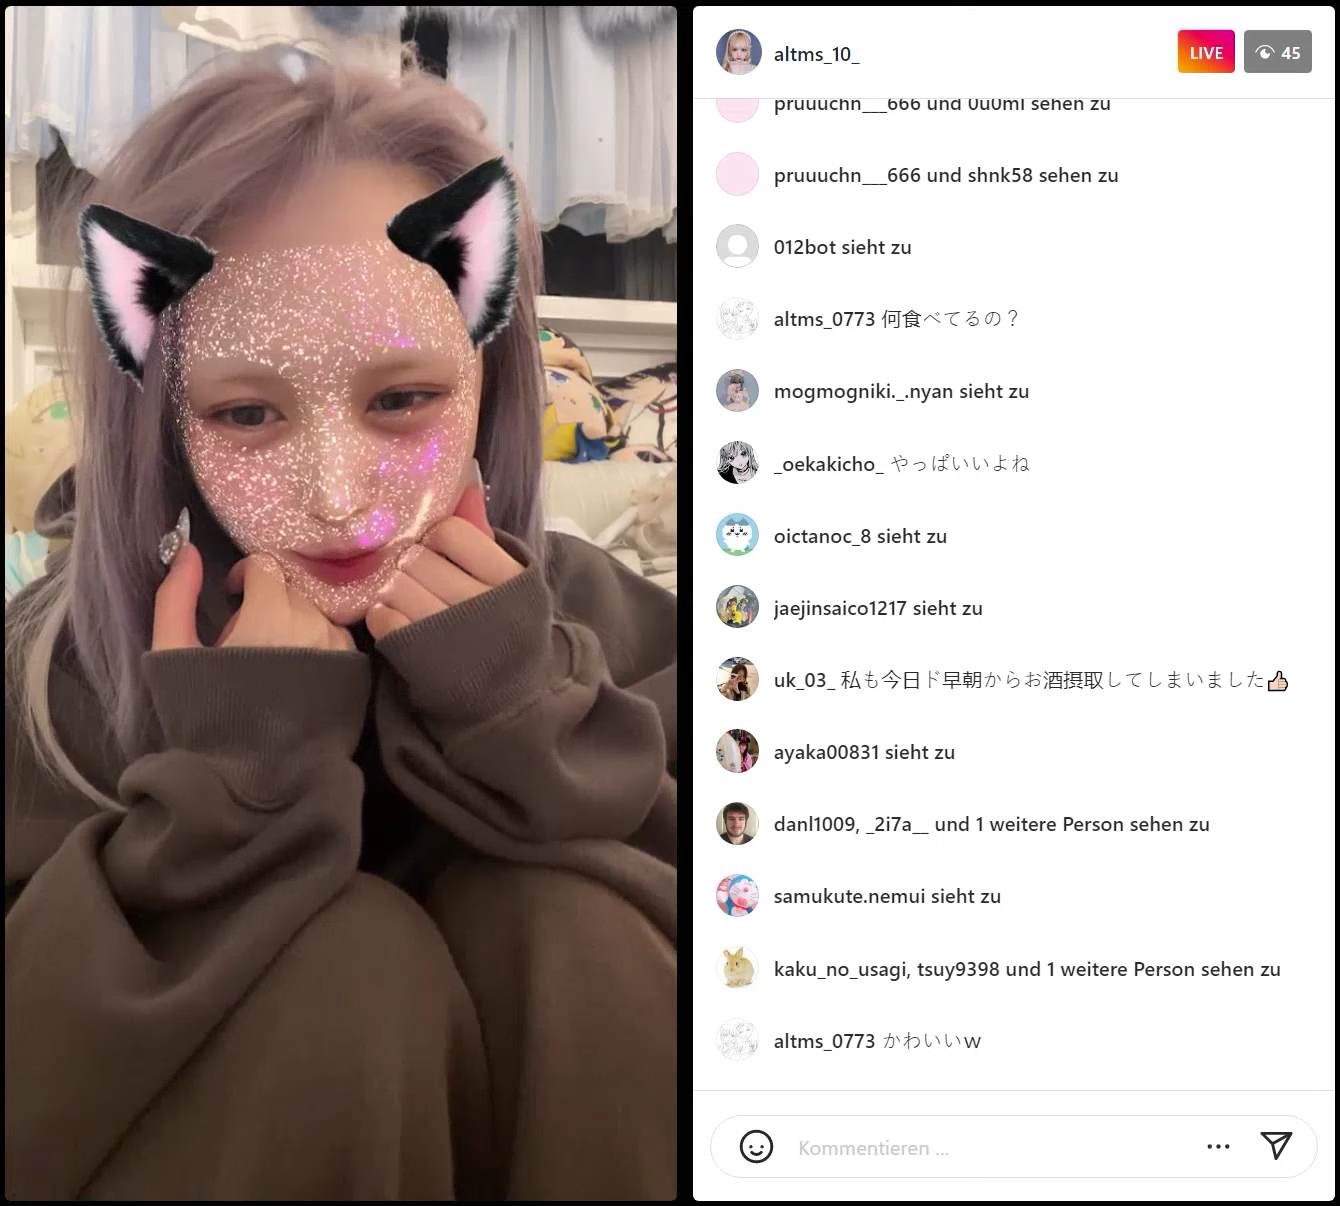 altms_10_
LIVE
45
pruuuchn___666 und 0u0ml sehen zu
pruuuchn___666 und shnk58 sehen zu
012bot sieht zu
altms_0773 何食べてるの？
mogmogniki._.nyan sieht zu
_oekakicho_ やっぱいいよね
oictanoc_8 sieht zu
jaejinsaico1217 sieht zu
uk_03_ 私も今日ド早朝からお酒摂取してしまいました👍🏻
ayaka00831 sieht zu
danl1009, _2i7a__ und 1 weitere Person sehen zu
samukute.nemui sieht zu
kaku_no_usagi, tsuy9398 und 1 weitere Person sehen zu
altms_0773 かわいいw
Kommentieren ...